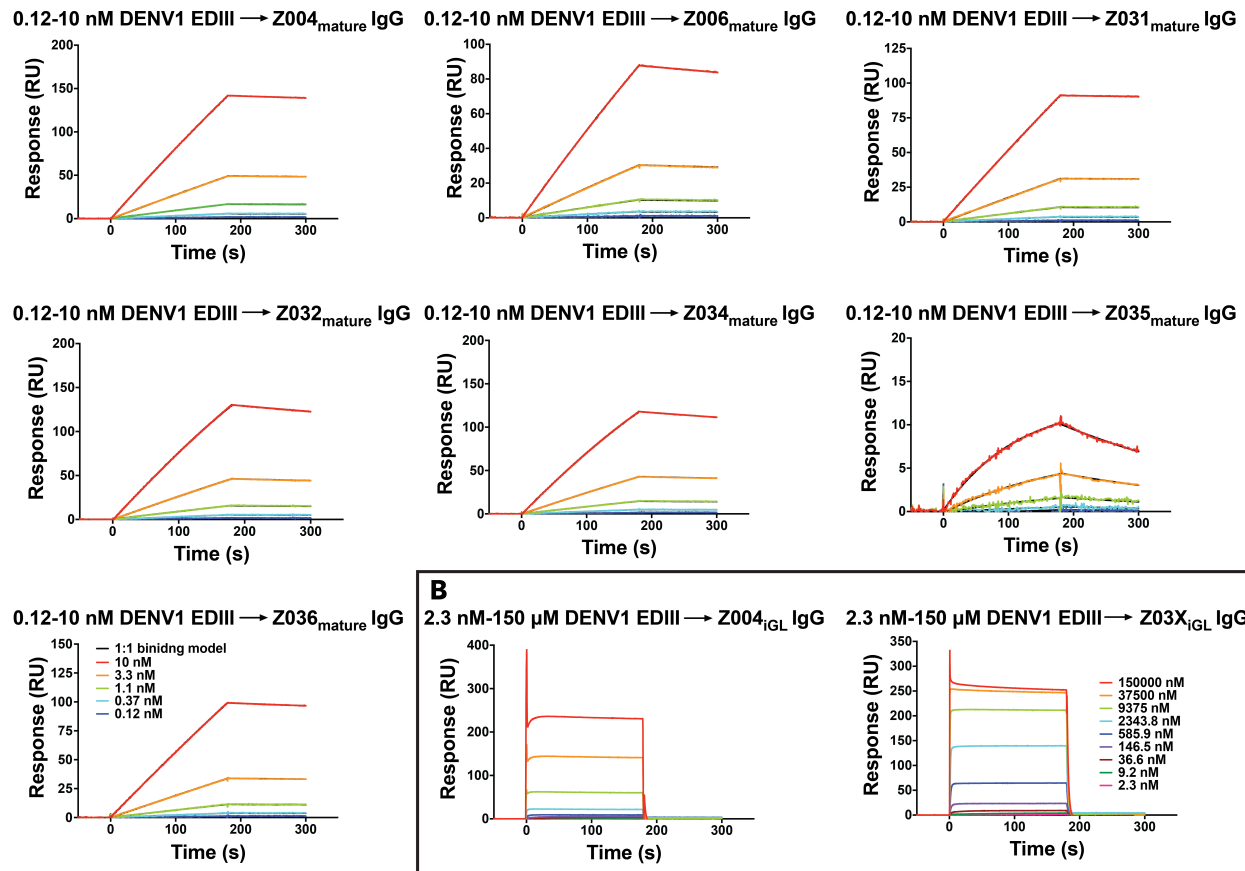 0.12-10 nM DENV1 EDIII → Z004mature IgG
0.12-10 nM DENV1 EDIII → Z006mature IgG
0.12-10 nM DENV1 EDIII → Z031mature IgG
Response (RU)
200
150
100
50
0
0 100 200 300
Time (s)
Response (RU)
100
80
60
40
20
0
0 100 200 300
Time (s)
Response (RU)
125
100
75
50
25
0
0 100 200 300
Time (s)
0.12-10 nM DENV1 EDIII → Z032mature IgG
0.12-10 nM DENV1 EDIII → Z034mature IgG
0.12-10 nM DENV1 EDIII → Z035mature IgG
Response (RU)
200
150
100
50
0
0 100 200 300
Time (s)
Response (RU)
200
150
100
50
0
0 100 200 300
Time (s)
Response (RU)
20
15
10
5
0
0 100 200 300
Time (s)
0.12-10 nM DENV1 EDIII → Z036mature IgG
Response (RU)
150
125
100
75
50
25
0
1:1 binidng model
10 nM
3.3 nM
1.1 nM
0.37 nM
0.12 nM
0 100 200 300
Time (s)
B
2.3 nM-150 µM DENV1 EDIII → Z004iGL IgG
2.3 nM-150 µM DENV1 EDIII → Z03XiGL IgG
Response (RU)
400
300
200
100
0
0 100 200 300
Time (s)
Response (RU)
350
300
250
200
150
100
50
0
150000 nM
37500 nM
9375 nM
2343.8 nM
585.9 nM
146.5 nM
36.6 nM
9.2 nM
2.3 nM
0 100 200 300
Time (s)